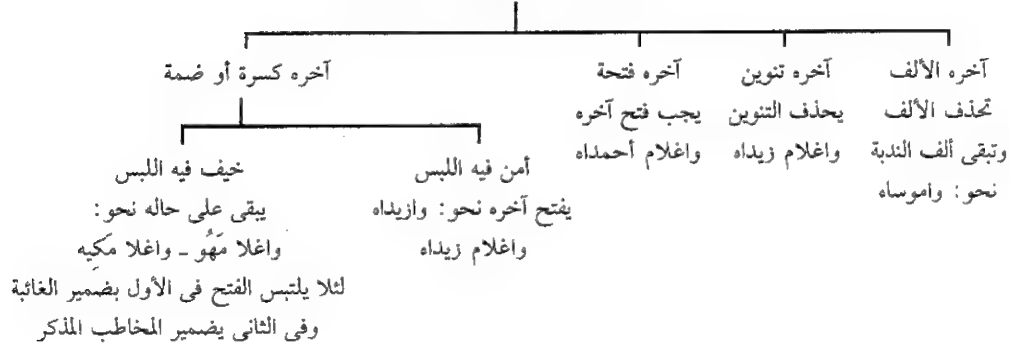 آخره الألف
تحذف الألف
وتبقى ألف الندبة
نحو: واموساه
آخره تنوين
يحذف التنوين
واغلام زيداه
آخره فتحة
يجب فتح آخره
واغلام أحمداه
آخره كسرة أو ضمة
أمن فيه اللبس
يفتح آخره نحو: وازيداه
واغلام زيداه
خيف فيه اللبس
يبقى على حاله نحو:
واغلا مَهُو ـ واغلا مَكِيه
لئلا يلتبس الفتح فى الأول بضمير الغائبة
وفى الثانى يضمير المخاطب المذكر